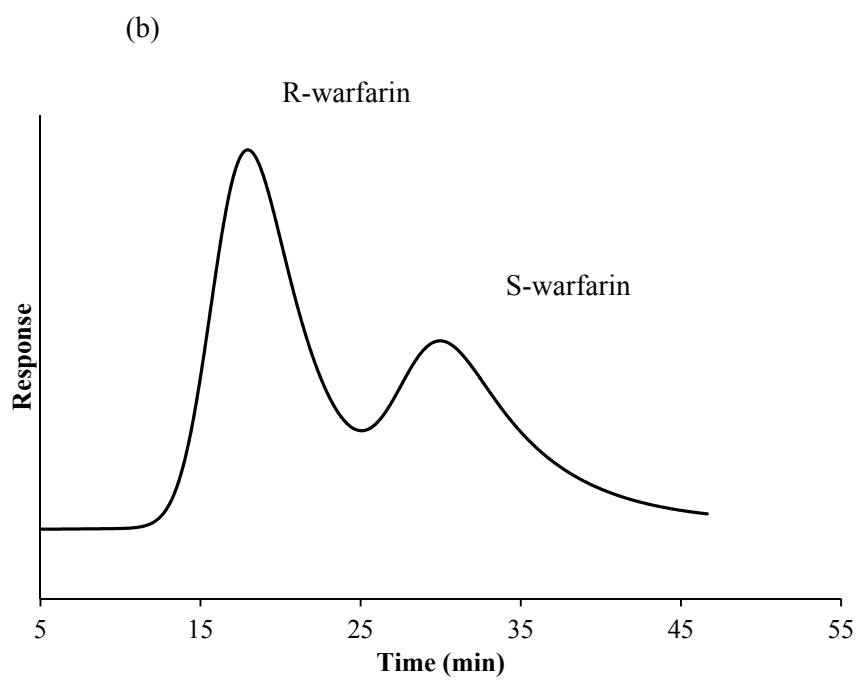 (b)
R-warfarin
S-warfarin
Response
5 15 25 35 45 55
Time (min)